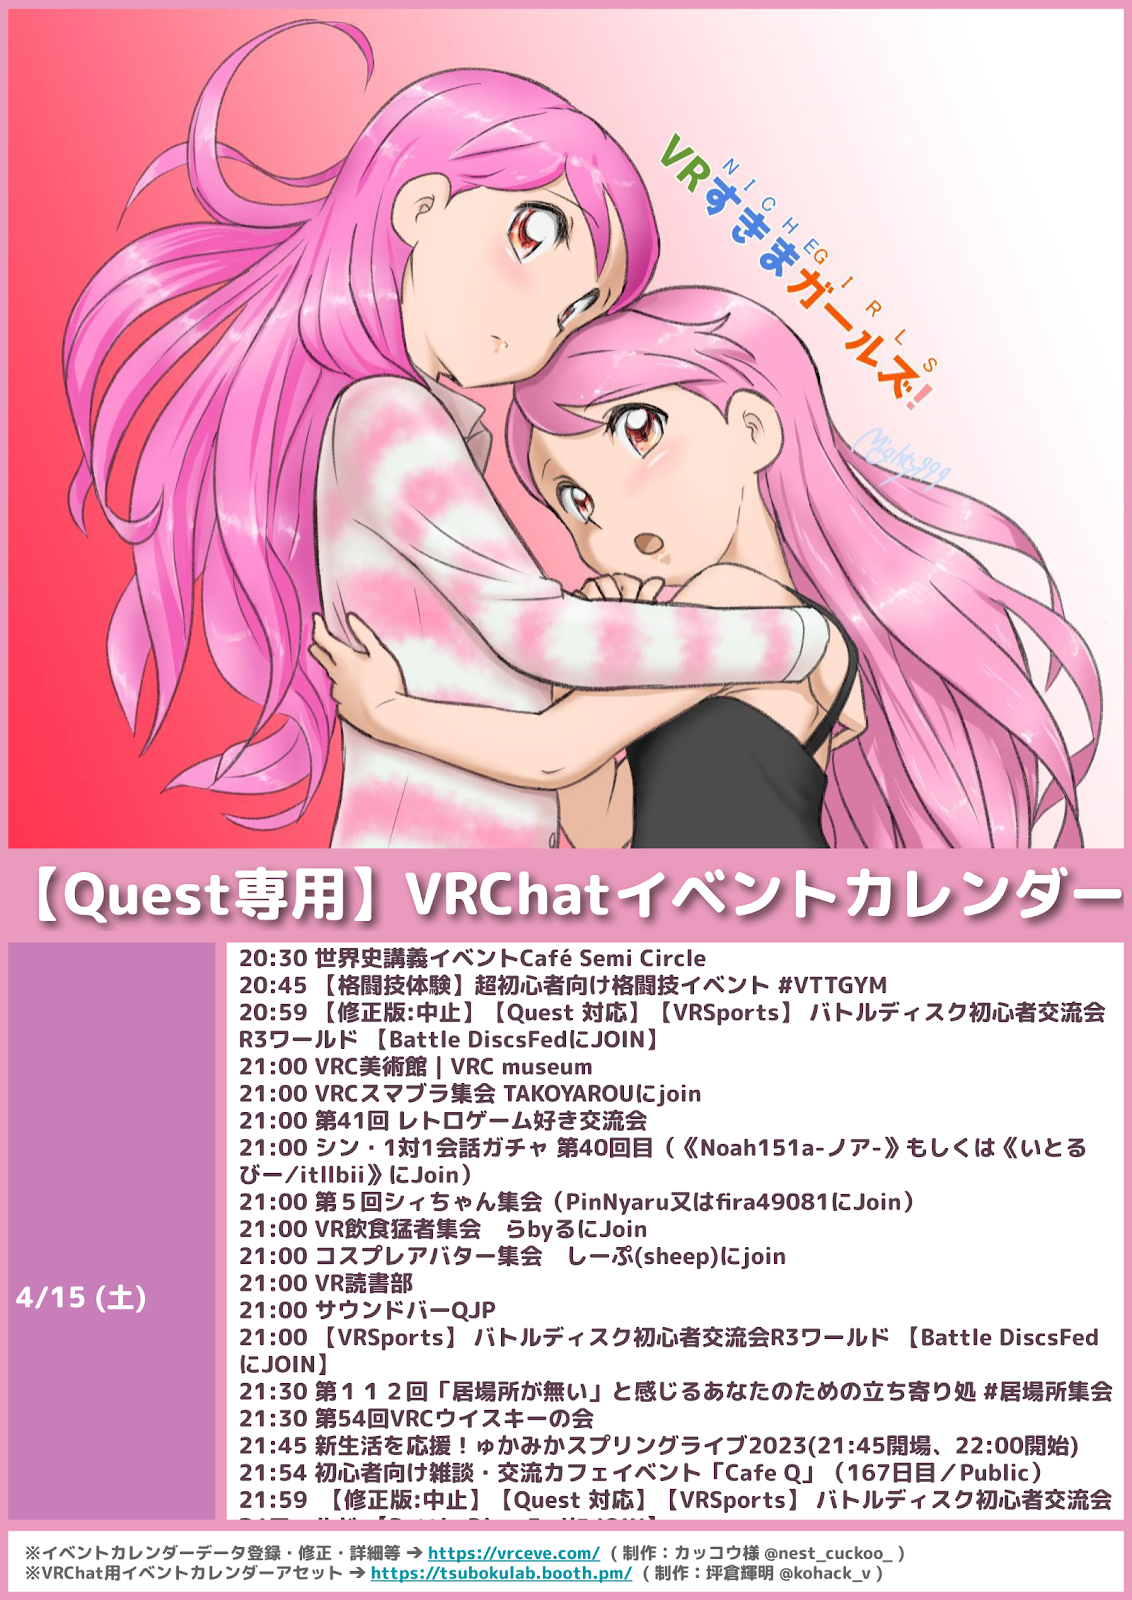 NICHE GIRLS
VRすきまガールズ!
Mighty999
【Quest専用】VRChatイベントカレンダー
4/15 (土)
20:30 世界史講義イベントCafé Semi Circle
20:45 【格闘技体験】超初心者向け格闘技イベント #VTTGYM
20:59 【修正版:中止】【Quest 対応】【VRSports】 バトルディスク初心者交流会
R3ワールド 【Battle DiscsFedにJOIN】
21:00 VRC美術館 | VRC museum
21:00 VRCスマブラ集会 TAKOYAROUにjoin
21:00 第41回 レトロゲーム好き交流会
21:00 シン・1対1会話ガチャ 第40回目（《Noah151a-ノア-》もしくは《いとる
びー/itllbii》にJoin）
21:00 第５回シィちゃん集会（PinNyaru又はfira49081にJoin）
21:00 VR飲食猛者集会　らbyるにJoin
21:00 コスプレアバター集会　しーぷ(sheep)にjoin
21:00 VR読書部
21:00 サウンドバーQJP
21:00 【VRSports】 バトルディスク初心者交流会R3ワールド 【Battle DiscsFed
にJOIN】
21:30 第１１２回「居場所が無い」と感じるあなたのための立ち寄り処 #居場所集会
21:30 第54回VRCウイスキーの会
21:45 新生活を応援！ゅかみかスプリングライブ2023(21:45開場、22:00開始)
21:54 初心者向け雑談・交流カフェイベント「Cafe Q」（167日目／Public）
21:59 【修正版:中止】【Quest 対応】【VRSports】 バトルディスク初心者交流会
※イベントカレンダーデータ登録・修正・詳細等 ➔ https://vrceve.com/ ( 制作：カッコウ様 @nest_cuckoo_ )
※VRChat用イベントカレンダーアセット ➔ https://tsubokulab.booth.pm/ ( 制作：坪倉輝明 @kohack_v )